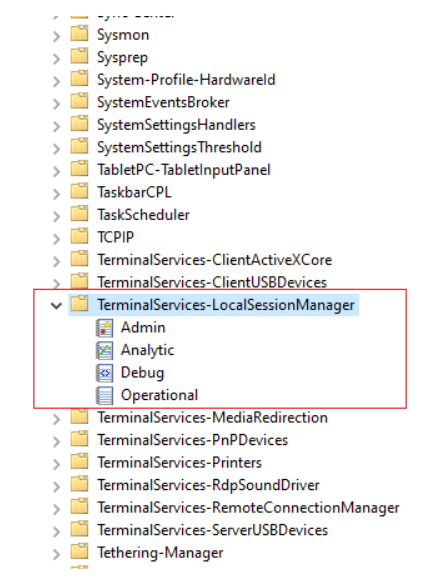 Sysmon
Sysprep
System-Profile-HardwareId
SystemEventsBroker
SystemSettingsHandlers
SystemSettingsThreshold
TabletPC-TabletInputPanel
TaskbarCPL
TaskScheduler
TCPIP
TerminalServices-ClientActiveXCore
TerminalServices-ClientUSBDevices
TerminalServices-LocalSessionManager
Admin
Analytic
Debug
Operational
TerminalServices-MediaRedirection
TerminalServices-PnPDevices
TerminalServices-Printers
TerminalServices-RdpSoundDriver
TerminalServices-RemoteConnectionManager
TerminalServices-ServerUSBDevices
Tethering-Manager